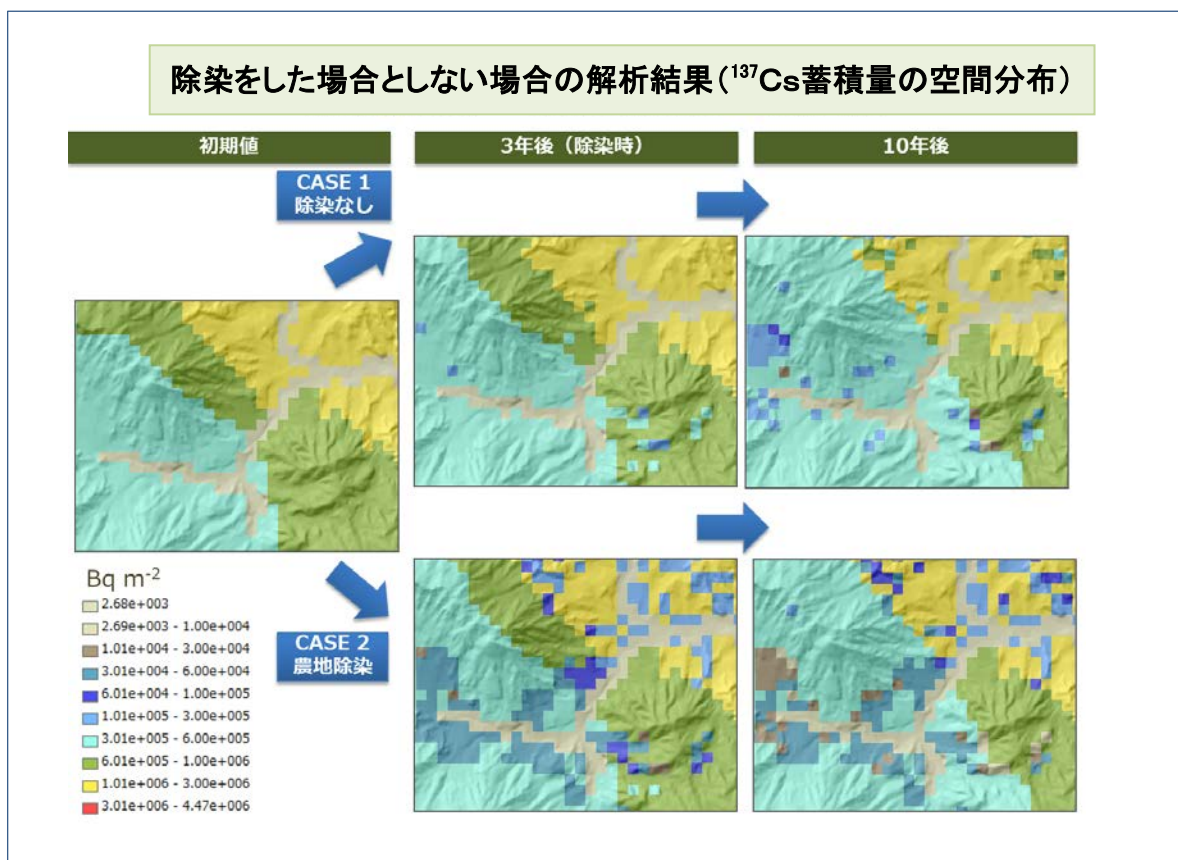 除染をした場合としない場合の解析結果(¹³⁷Cs蓄積量の空間分布)
初期値
3年後（除染時）
10年後
CASE 1
除染なし
Bq m⁻²
2.68e+003
2.69e+003 - 1.00e+004
1.01e+004 - 3.00e+004
3.01e+004 - 6.00e+004
6.01e+004 - 1.00e+005
1.01e+005 - 3.00e+005
3.01e+005 - 6.00e+005
6.01e+005 - 1.00e+006
1.01e+006 - 3.00e+006
3.01e+006 - 4.47e+006
CASE 2
農地除染